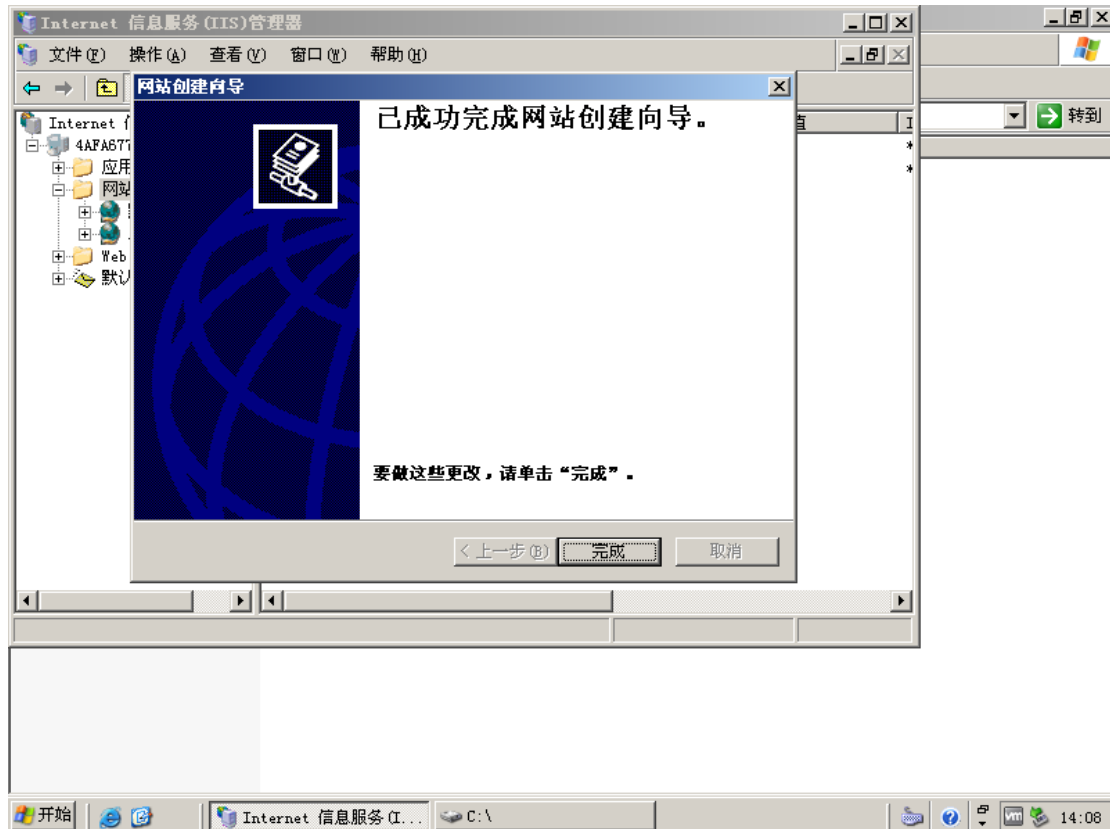 Internet 信息服务(IIS)管理器
文件(F) 操作(A) 查看(V) 窗口(W) 帮助(H)
转到
网站创建向导
Internet
4AFA677
应用
网站
Web
默认
值
已成功完成网站创建向导。
要做这些更改，请单击“完成”。
< 上一步(B) 完成 取消
开始 Internet 信息服务(I... C:\ 14:08